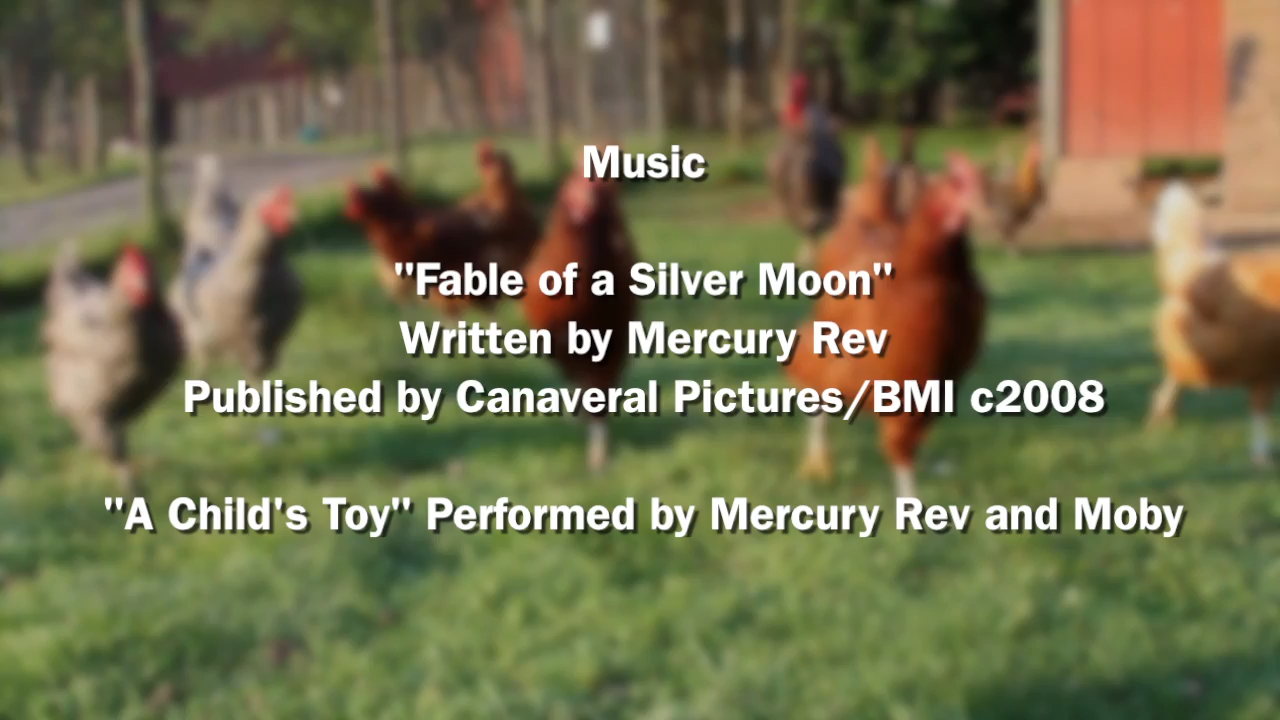 Music
"Fable of a Silver Moon"
Written by Mercury Rev
Published by Canaveral Pictures/BMI c2008
"A Child's Toy" Performed by Mercury Rev and Moby